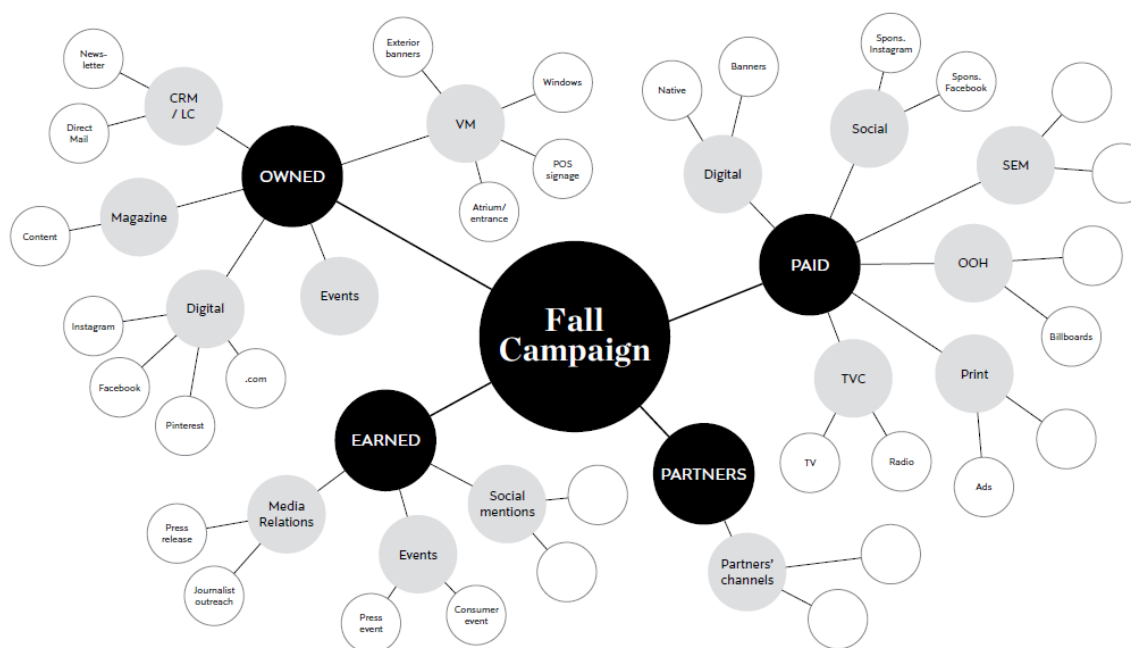 News-
letter
CRM
/ LC
Direct
Mail
OWNED
Magazine
Content
Digital
Instagram
Facebook
Pinterest
.com
Events
Exterior
banners
VM
Windows
POS
signage
Atrium/
entrance
Fall
Campaign
Native
Banners
Digital
Spons.
Instagram
Spons.
Facebook
Social
SEM
PAID
OOH
Billboards
Print
Ads
TVC
TV
Radio
EARNED
Media
Relations
Press
release
Journalist
outreach
Events
Press
event
Consumer
event
Social
mentions
PARTNERS
Partners'
channels